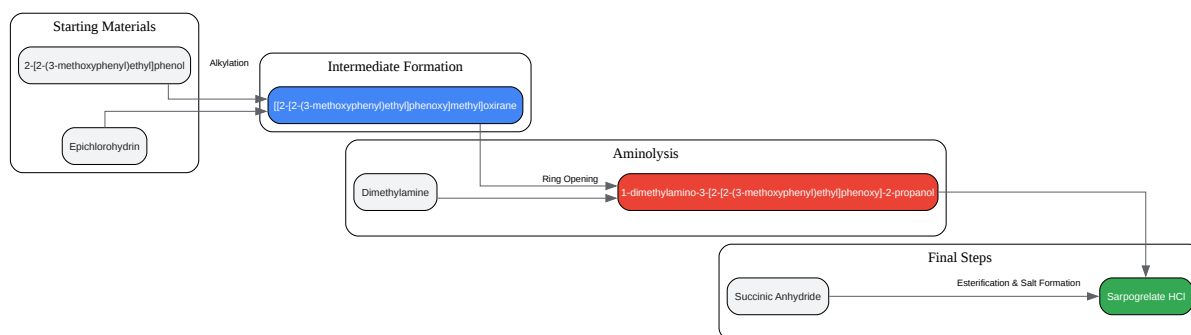 Starting Materials
2-[2-(3-methoxyphenyl)ethyl]phenol
Epichlorohydrin
Alkylation
Intermediate Formation
[[2-[2-(3-methoxyphenyl)ethyl]phenoxy]methyl]oxirane
Aminolysis
Dimethylamine
Ring Opening
1-dimethylamino-3-[2-[2-(3-methoxyphenyl)ethyl]phenoxy]-2-propanol
Final Steps
Succinic Anhydride
Esterification & Salt Formation
Sarpogrelate HCl